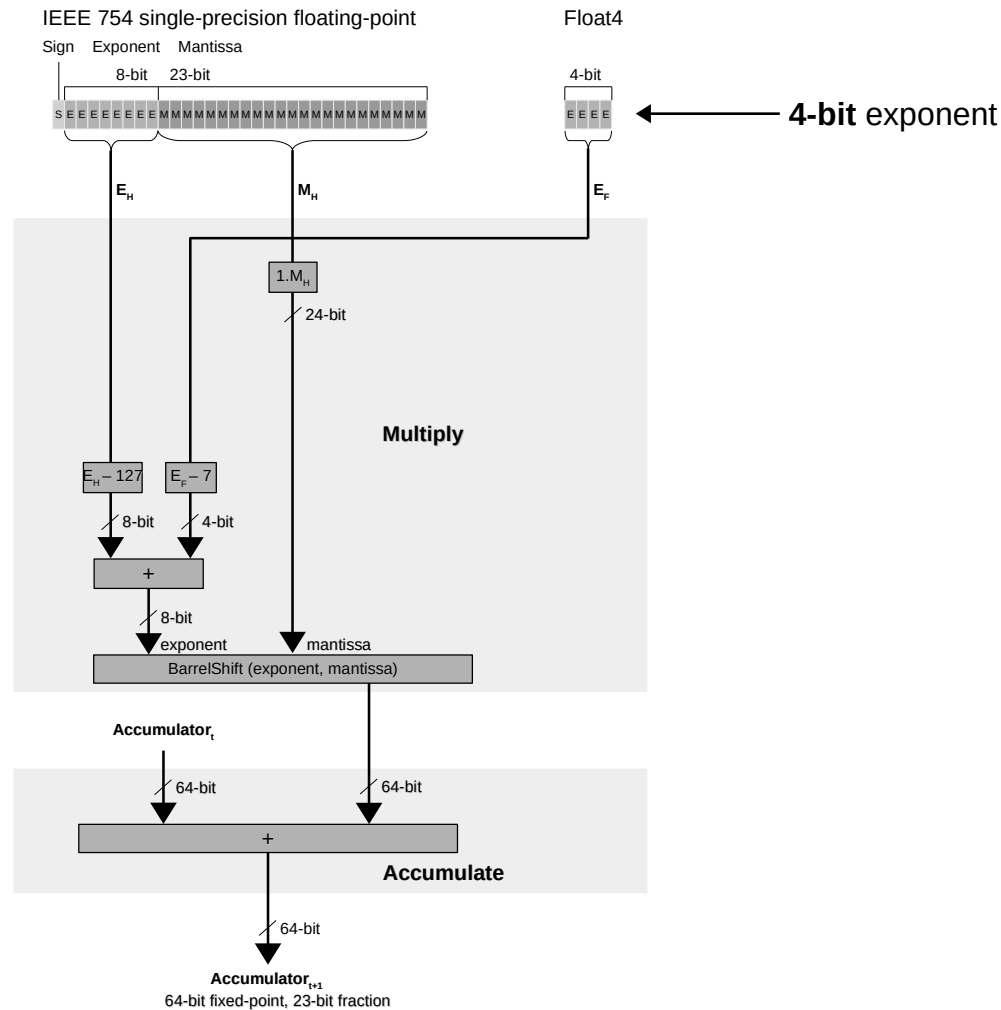 IEEE 754 single-precision floating-point
Float4
Sign Exponent Mantissa
8-bit 23-bit
4-bit
S E E E E E E E E M M M M M M M M M M M M M M M M M M M M M M M
E E E E
4-bit exponent
E_H
M_H
E_F
1.M_H
24-bit
Multiply
E_H – 127
E_F – 7
8-bit
4-bit
+
8-bit
exponent
mantissa
BarrelShift (exponent, mantissa)
Accumulator_t
64-bit
64-bit
+
Accumulate
64-bit
Accumulator_t+1
64-bit fixed-point, 23-bit fraction